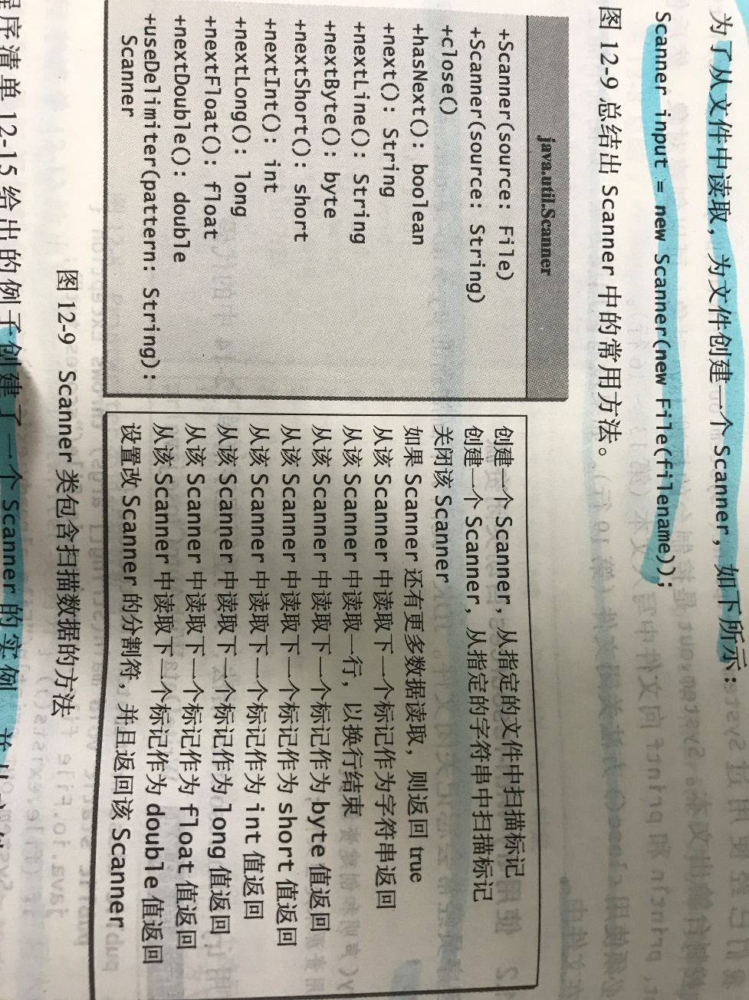 为了从文件中读取，为文件创建一个 Scanner，如下所示：
Scanner input = new Scanner(new File(filename));
图 12-9 总结出 Scanner 中的常用方法。
java.util.Scanner
+Scanner(source: File)
+Scanner(source: String)
+close()
+hasNext(): boolean
+next(): String
+nextLine(): String
+nextByte(): byte
+nextShort(): short
+nextInt(): int
+nextLong(): long
+nextFloat(): float
+nextDouble(): double
+useDelimiter(pattern: String):
Scanner
创建一个 Scanner，从指定的文件中扫描标记
创建一个 Scanner，从指定的字符串中扫描标记
关闭该 Scanner
如果 Scanner 还有更多数据读取，则返回 true
从该 Scanner 中读取下一个标记作为字符串返回
从该 Scanner 中读取一行，以换行结束
从该 Scanner 中读取下一个标记作为 byte 值返回
从该 Scanner 中读取下一个标记作为 short 值返回
从该 Scanner 中读取下一个标记作为 int 值返回
从该 Scanner 中读取下一个标记作为 long 值返回
从该 Scanner 中读取下一个标记作为 float 值返回
从该 Scanner 中读取下一个标记作为 double 值返回
设置改 Scanner 的分割符，并且返回该 Scanner
图 12-9 Scanner 类包含扫描数据的方法
程序清单 12-15 给出的例子创建了一个 Scanner 的实例